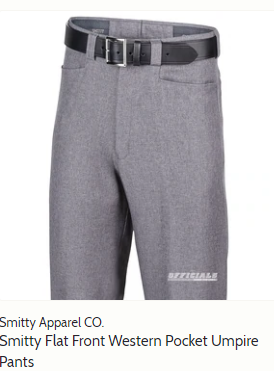 OFFICIALS
Smitty Apparel CO.
Smitty Flat Front Western Pocket Umpire
Pants